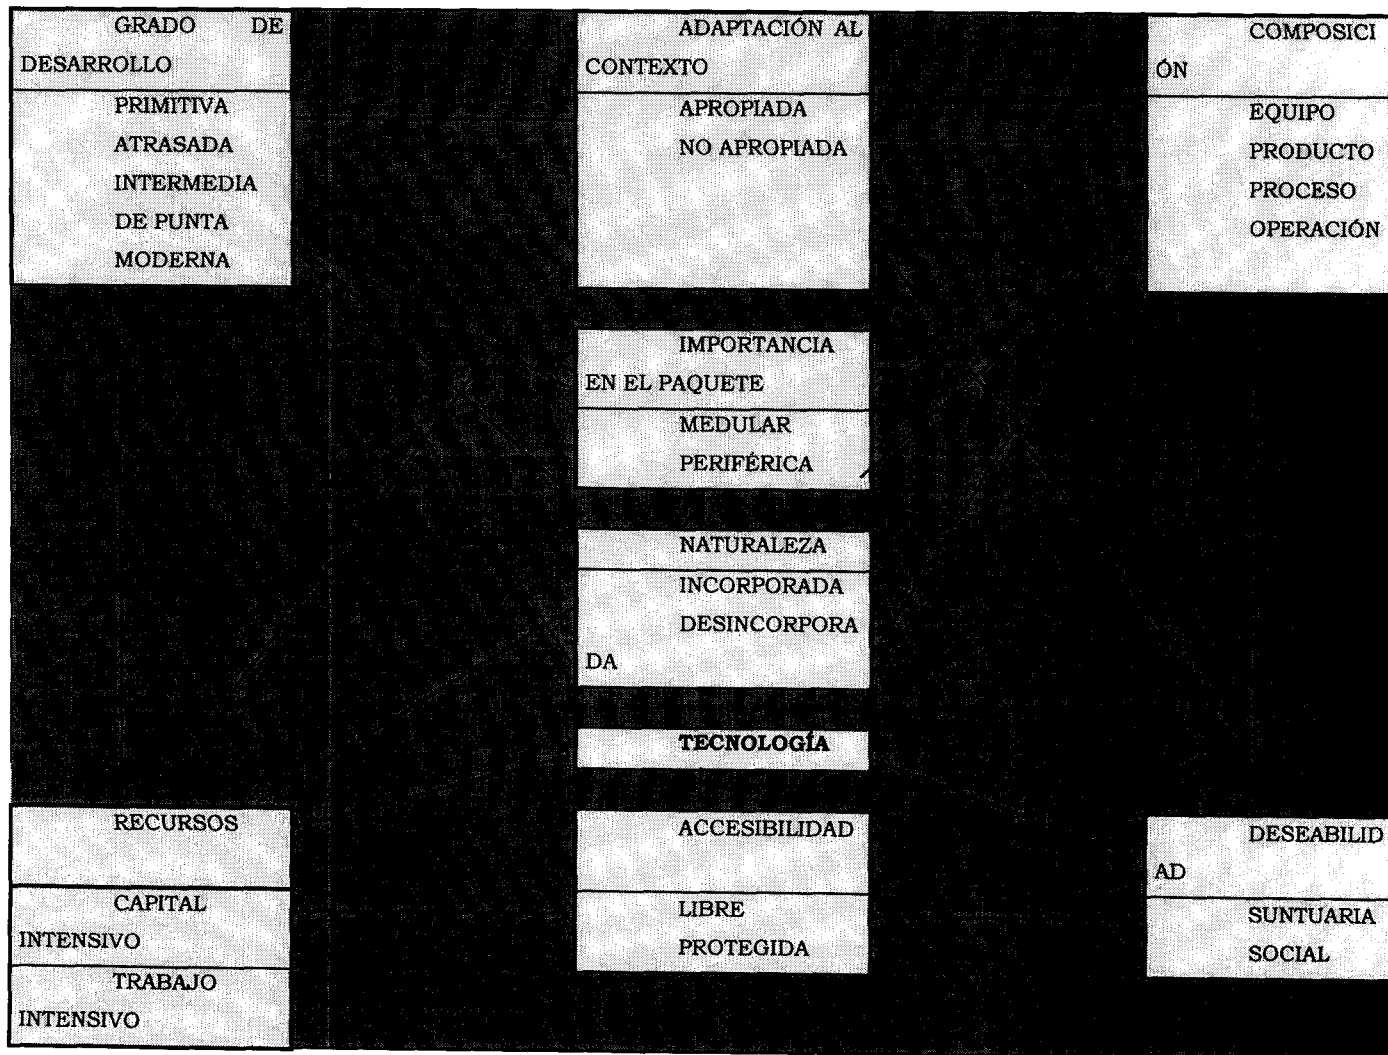 GRADO DE
DESARROLLO
PRIMITIVA
ATRASADA
INTERMEDIA
DE PUNTA
MODERNA
ADAPTACIÓN AL
CONTEXTO
APROPIADA
NO APROPIADA
COMPOSICI
ÓN
EQUIPO
PRODUCTO
PROCESO
OPERACIÓN
IMPORTANCIA
EN EL PAQUETE
MEDULAR
PERIFÉRICA
NATURALEZA
INCORPORADA
DESINCORPORA
DA
TECNOLOGÍA
RECURSOS
CAPITAL
INTENSIVO
TRABAJO
INTENSIVO
ACCESIBILIDAD
LIBRE
PROTEGIDA
DESEABILID
AD
SUNTUARIA
SOCIAL